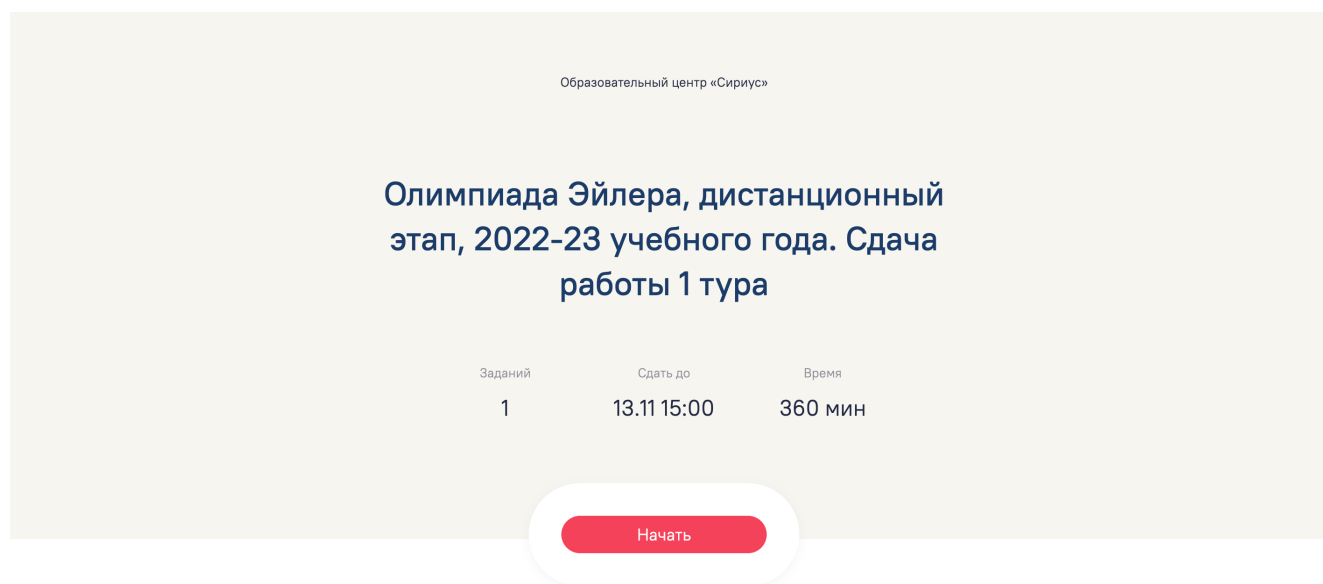 Образовательный центр «Сириус»
Олимпиада Эйлера, дистанционный
этап, 2022-23 учебного года. Сдача
работы 1 тура
Заданий Сдать до Время
1 13.11 15:00 360 мин
Начать